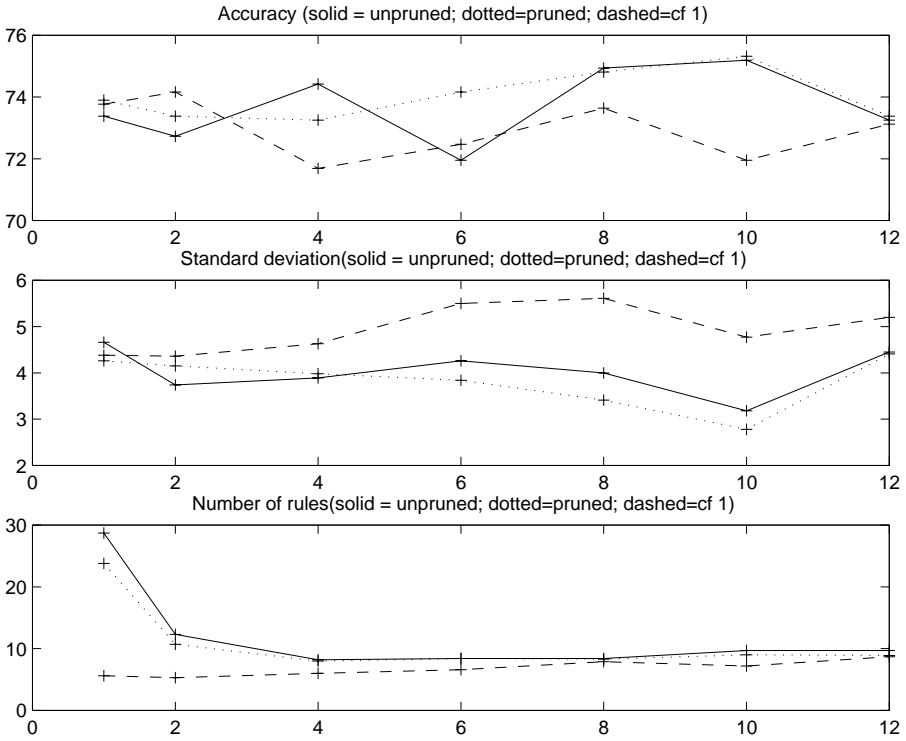 Accuracy (solid = unpruned; dotted=pruned; dashed=cf 1)
76
74
72
70
0 2 4 6 8 10 12
Standard deviation(solid = unpruned; dotted=pruned; dashed=cf 1)
6
5
4
3
2
0 2 4 6 8 10 12
Number of rules(solid = unpruned; dotted=pruned; dashed=cf 1)
30
20
10
0
0 2 4 6 8 10 12